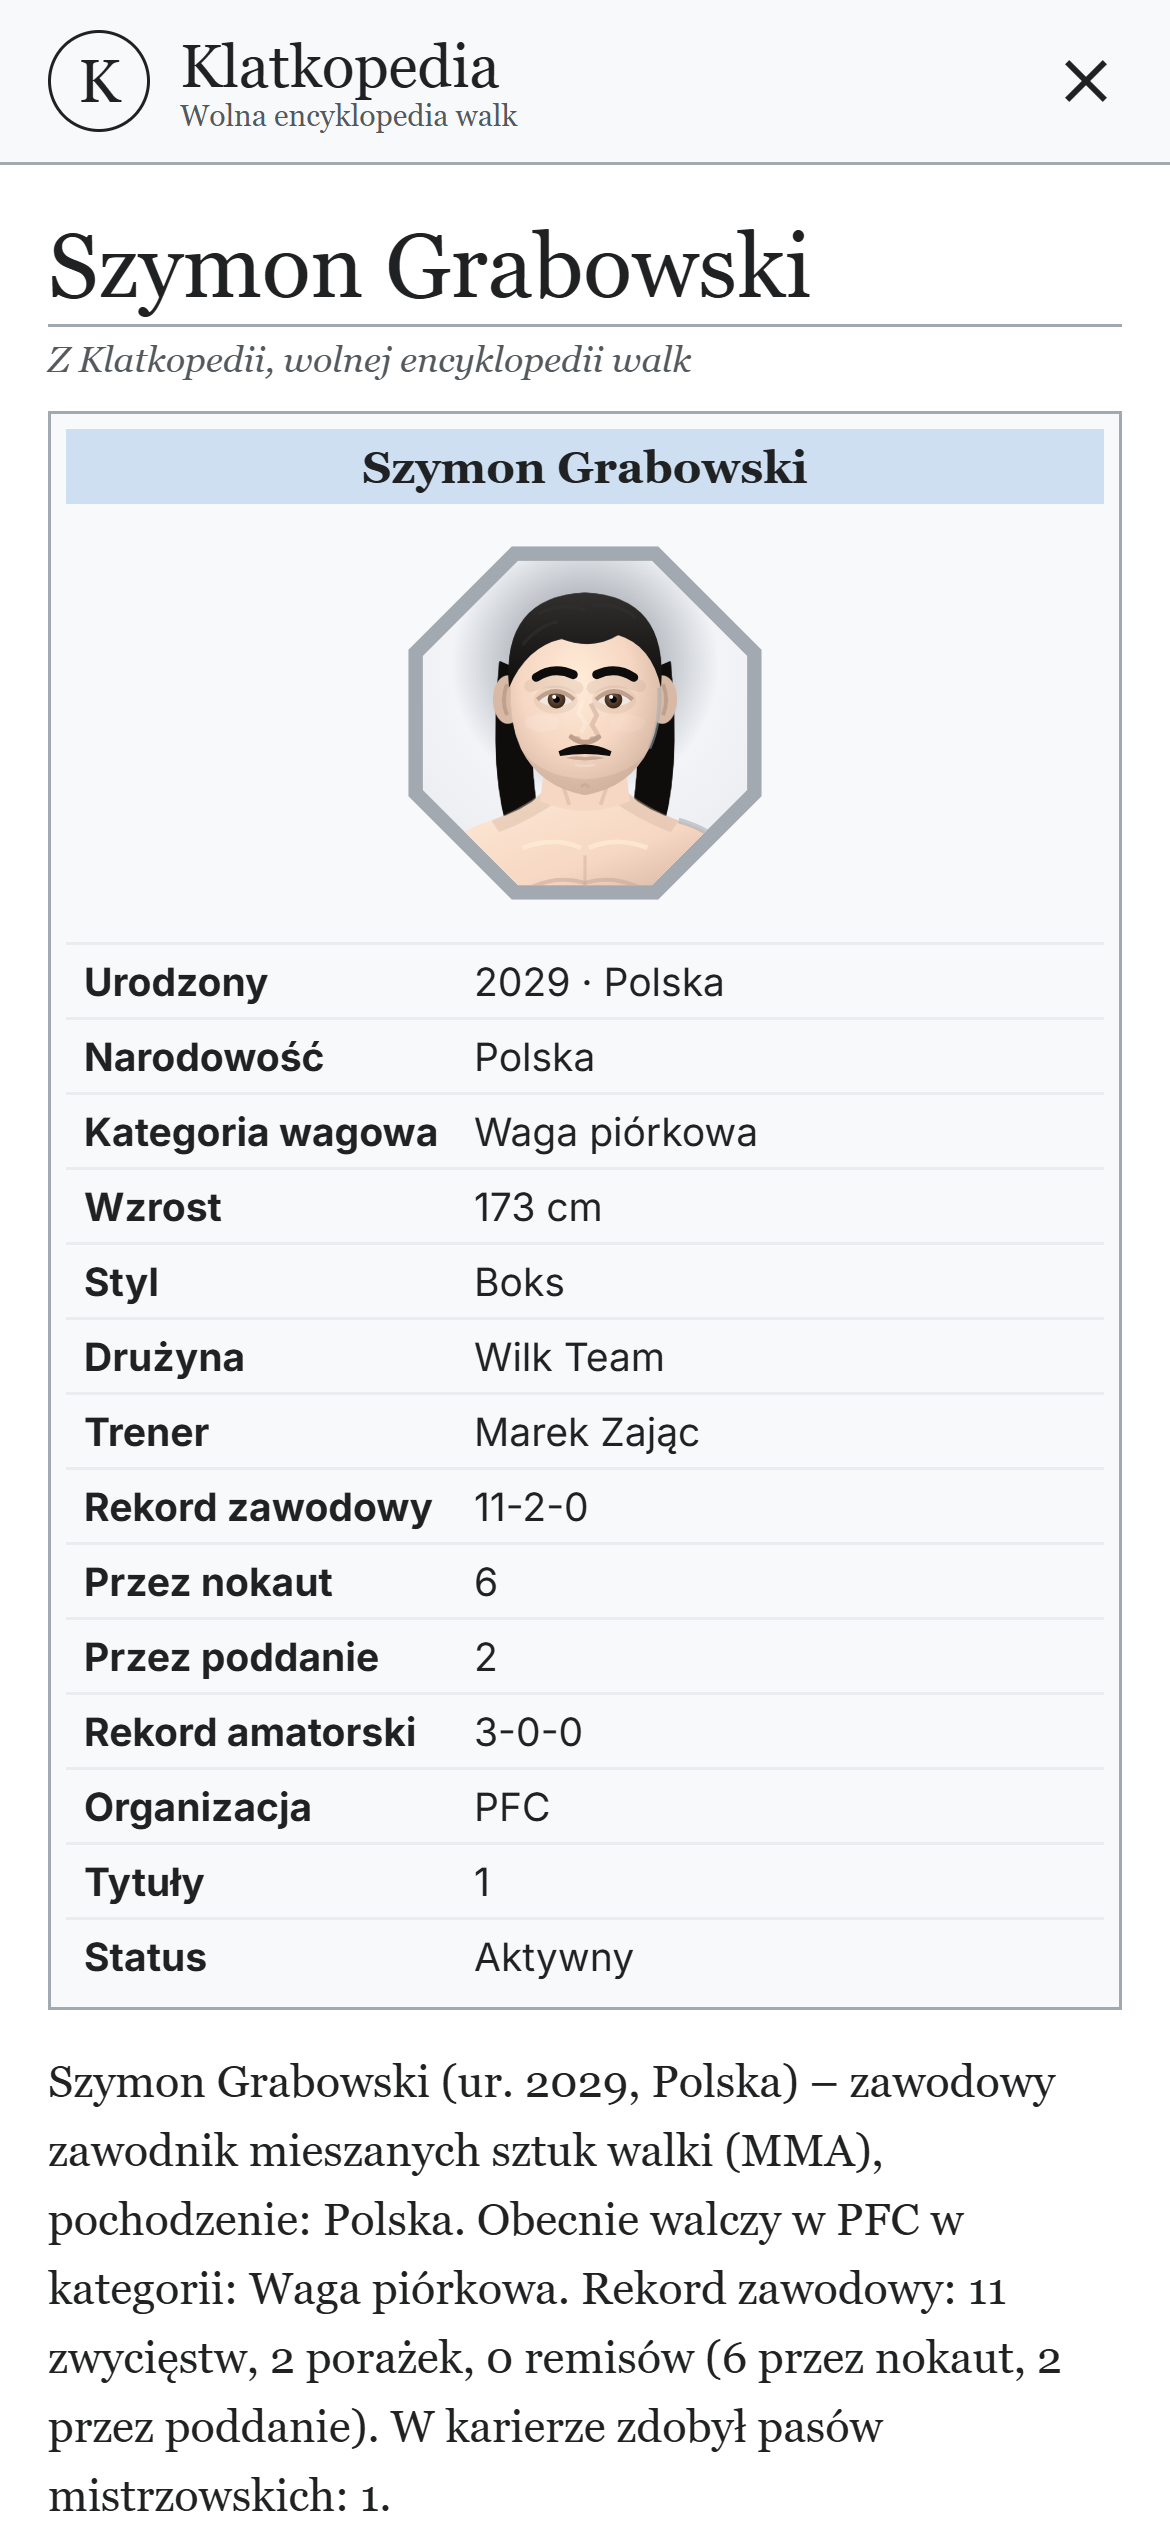 K
Klatkopedia
Wolna encyklopedia walk
Szymon Grabowski
Z Klatkopedii, wolnej encyklopedii walk
Szymon Grabowski
Urodzony 2029 · Polska
Narodowość Polska
Kategoria wagowa Waga piórkowa
Wzrost 173 cm
Styl Boks
Drużyna Wilk Team
Trener Marek Zając
Rekord zawodowy 11-2-0
Przez nokaut 6
Przez poddanie 2
Rekord amatorski 3-0-0
Organizacja PFC
Tytuły 1
Status Aktywny
Szymon Grabowski (ur. 2029, Polska) – zawodowy
zawodnik mieszanych sztuk walki (MMA),
pochodzenie: Polska. Obecnie walczy w PFC w
kategorii: Waga piórkowa. Rekord zawodowy: 11
zwycięstw, 2 porażek, 0 remisów (6 przez nokaut, 2
przez poddanie). W karierze zdobył pasów
mistrzowskich: 1.